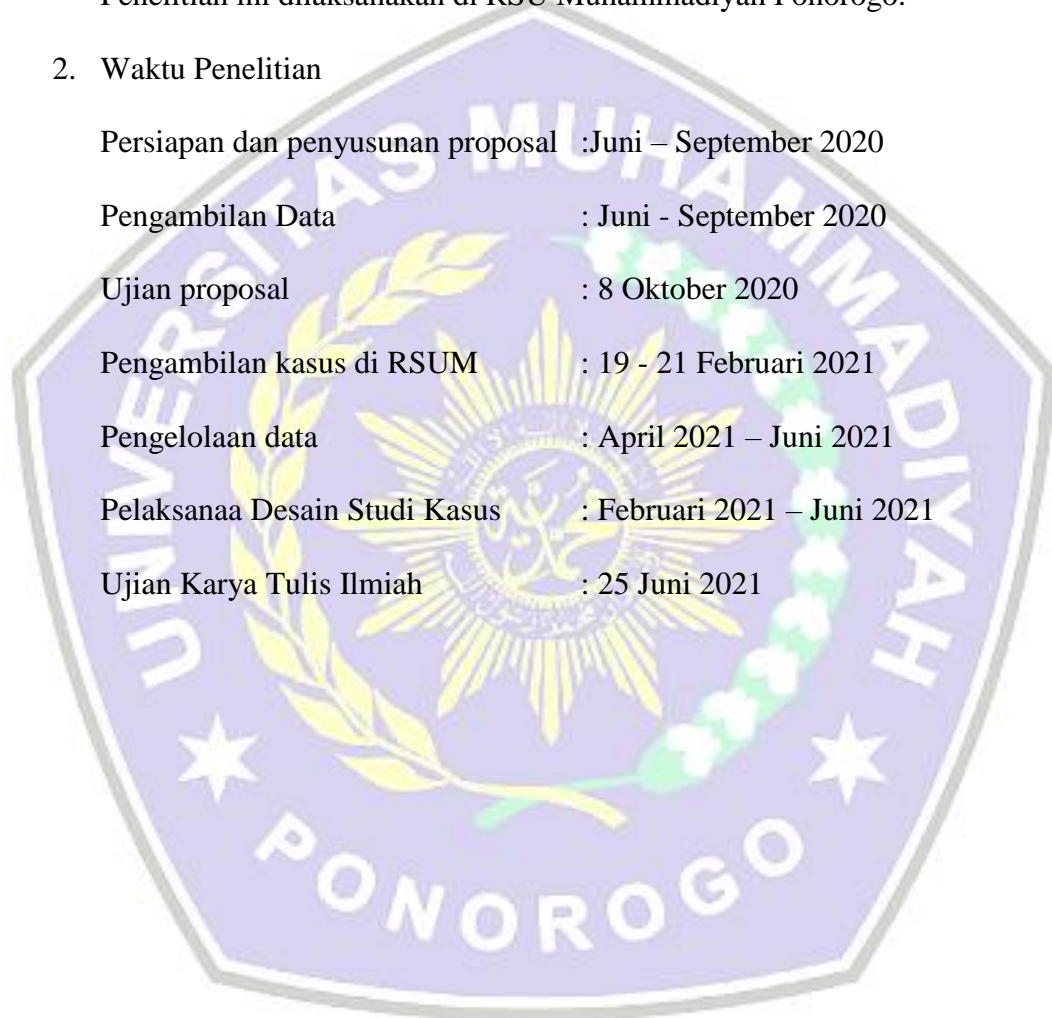 Penelitian ini dilaksanakan di RSU Muhammadiyah Ponorogo.
2. Waktu Penelitian
Persiapan dan penyusunan proposal :Juni – September 2020
Pengambilan Data : Juni - September 2020
Ujian proposal : 8 Oktober 2020
Pengambilan kasus di RSUM : 19 - 21 Februari 2021
Pengelolaan data : April 2021 – Juni 2021
Pelaksanaa Desain Studi Kasus : Februari 2021 – Juni 2021
Ujian Karya Tulis Ilmiah : 25 Juni 2021
UNIVERSITAS MUHAMMADIYAH
PONOROGO